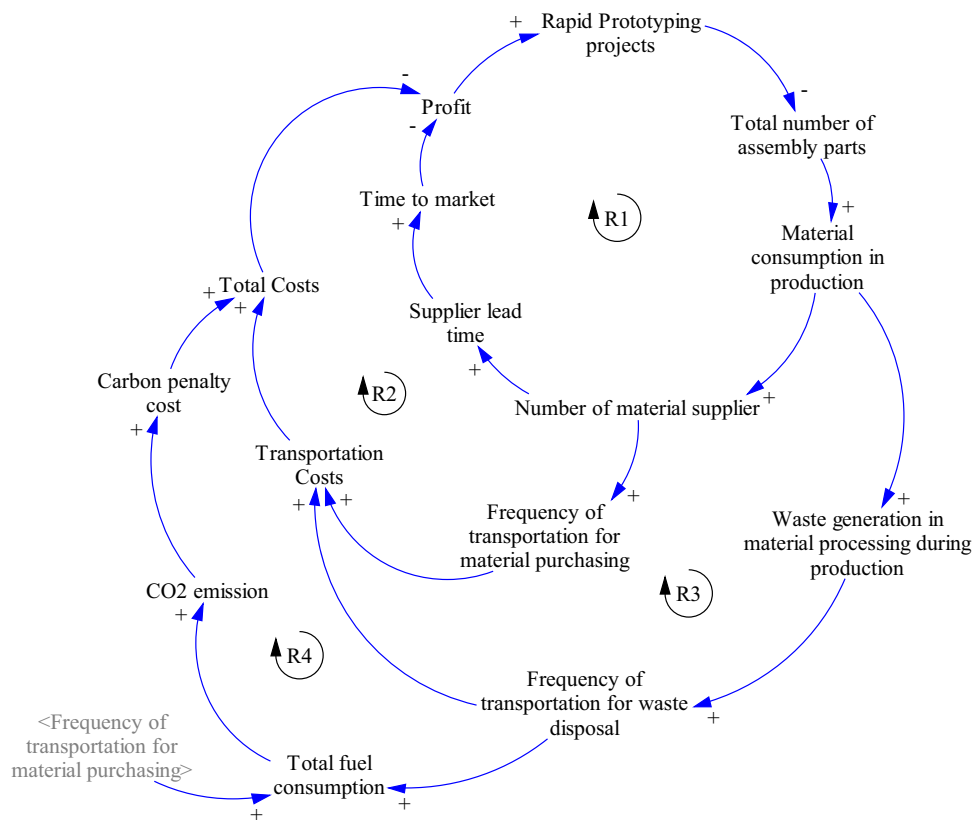 +
Rapid Prototyping
projects
-
Profit
-
-
Total number of
assembly parts
Time to market
+
R1
+
Material
consumption in
production
+
+
Total Costs
Supplier lead
time
+
Carbon penalty
cost
+
R2
Number of material supplier
+
Transportation
Costs
+
+
+
Frequency of
transportation for
material purchasing
+
Waste generation in
material processing during
production
CO2 emission
+
R3
R4
Frequency of
transportation for waste
disposal
+
<Frequency of
transportation for
material purchasing>
Total fuel
consumption
+
+